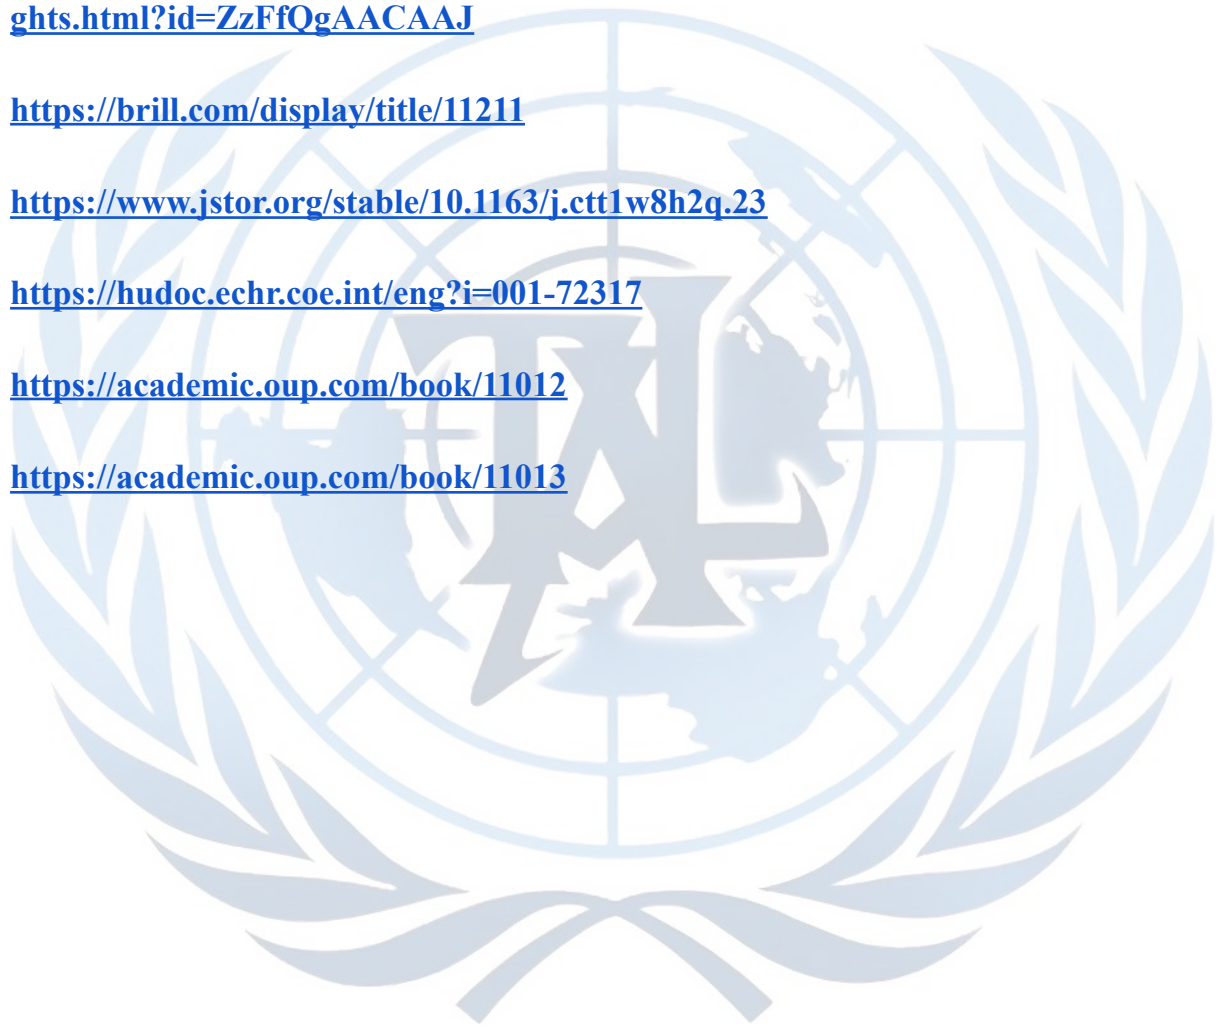 ghts.html?id=ZzFfQgAACAAJ
https://brill.com/display/title/11211
https://www.jstor.org/stable/10.1163/j.ctt1w8h2q.23
https://hudoc.echr.coe.int/eng?i=001-72317
https://academic.oup.com/book/11012
https://academic.oup.com/book/11013